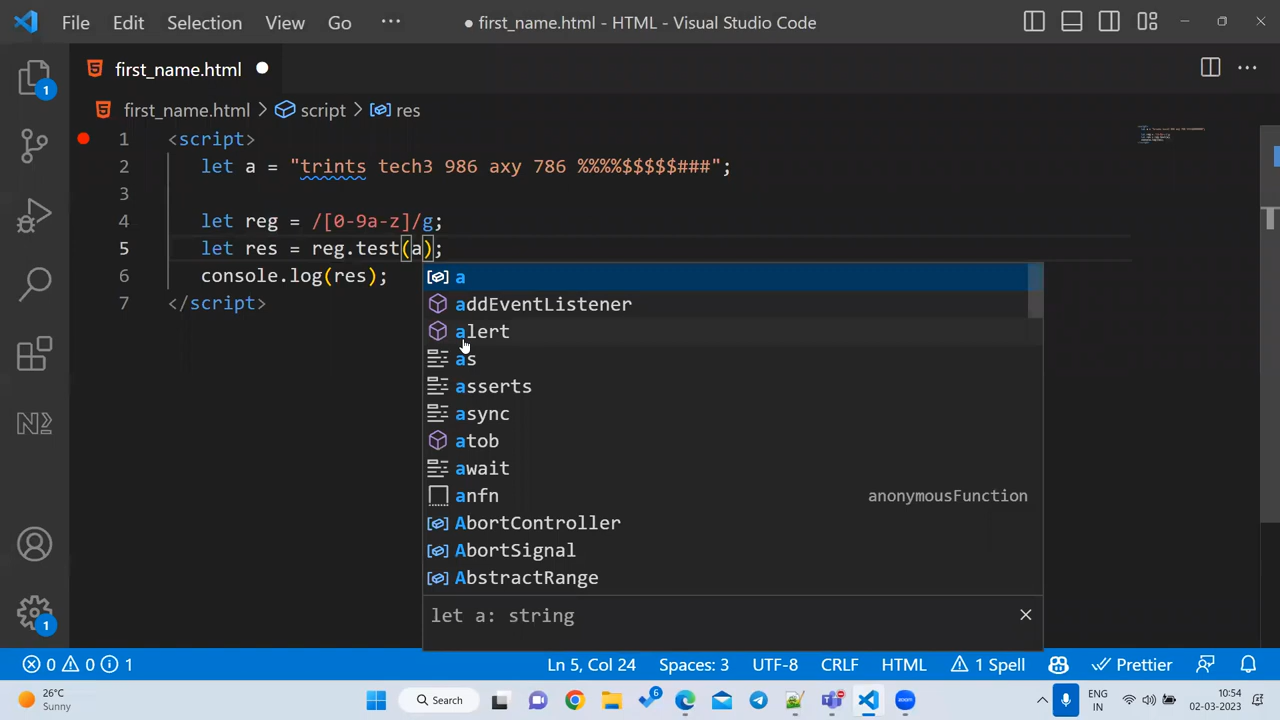 File Edit Selection View Go ··· ● first_name.html - HTML - Visual Studio Code
first_name.html ●
first_name.html > script > res
1 <script>
2 let a = "trints tech3 986 axy 786 %%%%$$$$$###";
3
4 let reg = /[0-9a-z]/g;
5 let res = reg.test(a);
6 console.log(res);
7 </script>
a
addEventListener
alert
as
asserts
async
atob
await
anfn anonymousFunction
AbortController
AbortSignal
AbstractRange
let a: string
1
1
0 0 1 Ln 5, Col 24 Spaces: 3 UTF-8 CRLF HTML 1 Spell Prettier
26°C
Sunny
Search
6
ENG
IN
10:54
02-03-2023